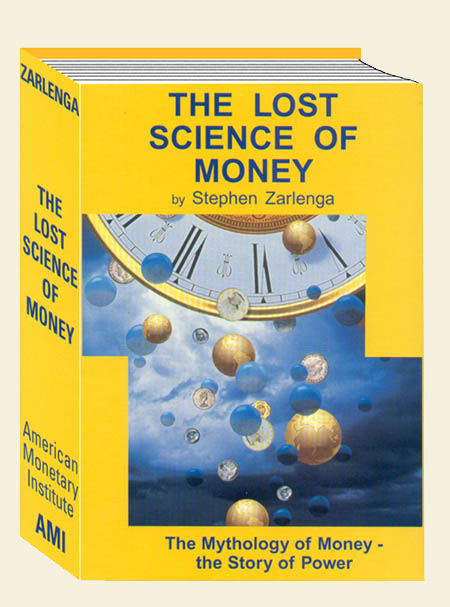 ZARLENGA
THE
LOST
SCIENCE
OF
MONEY
American
Monetary
Institute
AMI
THE LOST
SCIENCE OF
MONEY
by Stephen Zarlenga
The Mythology of Money -
the Story of Power